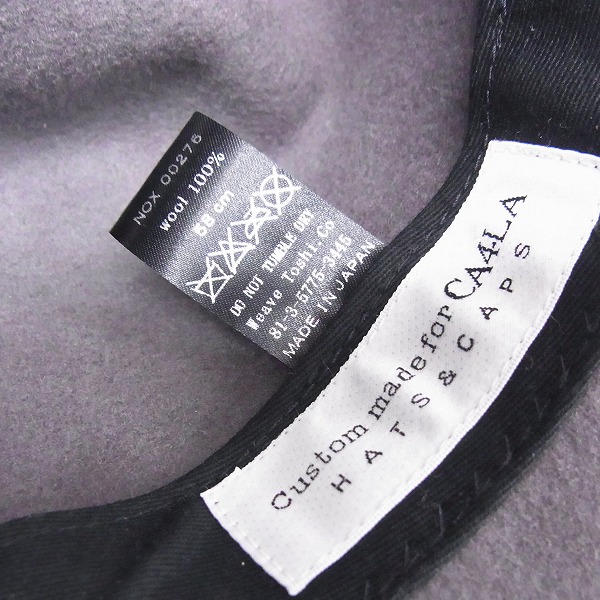 NOX 00276
wool 100%
58 cm
DO NOT TUMBLE DRY
Weave Toshi.Co
81-3-5775-3145
MADE IN JAPAN
Custom made for CA4LA
HATS & CAPS